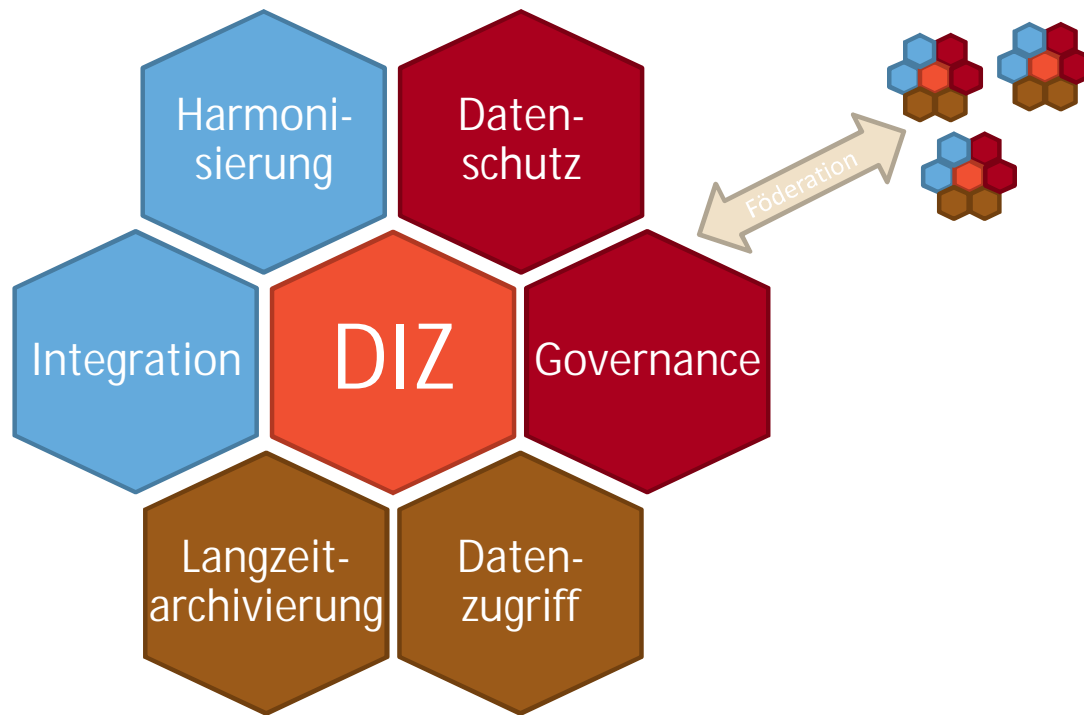 Harmoni-
sierung
Daten-
schutz
Föderation
Integration
DIZ
Governance
Langzeit-
archivierung
Daten-
zugriff